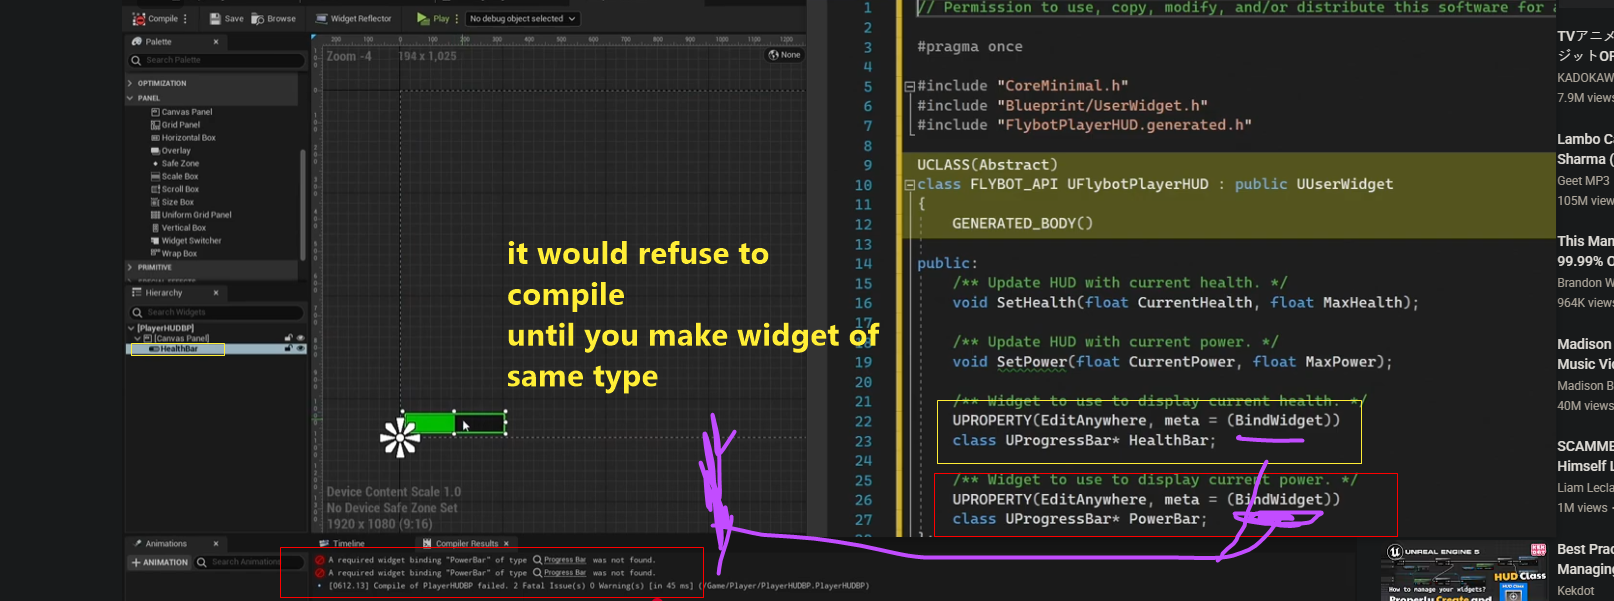 Compile
Save
Browse
Widget Reflector
Play
No debug object selected
Palette
Search Palette
OPTIMIZATION
PANEL
Canvas Panel
Grid Panel
Horizontal Box
Overlay
Safe Zone
Scale Box
Scroll Box
Size Box
Uniform Grid Panel
Vertical Box
Widget Switcher
Wrap Box
PRIMITIVE
Hierarchy
Search Widgets
[PlayerHUDBP]
[Canvas Panel]
HealthBar
Zoom -4
194 x 1,025
None
it would refuse to
compile
until you make widget of
same type
Device Content Scale 1.0
No Device Safe Zone Set
1920 x 1080 (9:16)
Animations
+ ANIMATION
Search Animations
Timeline
Compiler Results
A required widget binding "PowerBar" of type Progress Bar was not found.
A required widget binding "PowerBar" of type Progress Bar was not found.
[0612.13] Compile of PlayerHUDBP failed. 2 Fatal Issue(s) 0 Warning(s) [in 45 ms] (/Game/Player/PlayerHUDBP.PlayerHUDBP)
1 // Permission to use, copy, modify, and/or distribute this software for a
2
3 #pragma once
4
5 #include "CoreMinimal.h"
6 #include "Blueprint/UserWidget.h"
7 #include "FlybotPlayerHUD.generated.h"
8
9 UCLASS(Abstract)
10 class FLYBOT_API UFlybotPlayerHUD : public UUserWidget
11 {
12 GENERATED_BODY()
13
14 public:
15 /** Update HUD with current health. */
16 void SetHealth(float CurrentHealth, float MaxHealth);
17
18 /** Update HUD with current power. */
19 void SetPower(float CurrentPower, float MaxPower);
20
21 /** Widget to use to display current health. */
22 UPROPERTY(EditAnywhere, meta = (BindWidget))
23 class UProgressBar* HealthBar;
24
25 /** Widget to use to display current power. */
26 UPROPERTY(EditAnywhere, meta = (BindWidget))
27 class UProgressBar* PowerBar;
TVアニメ
ジットOP
KADOKAW
7.9M views
Lambo Ca
Sharma (
Geet MP3
105M view
This Man
99.99% O
Brandon W
964K views
Madison
Music Vi
Madison B
40M views
SCAMME
Himself L
Liam Lecla
1M views
Best Prac
Managing
Kekdot
UNREAL ENGINE 5
HUD Class
How to manage your widgets?
Properly Create and